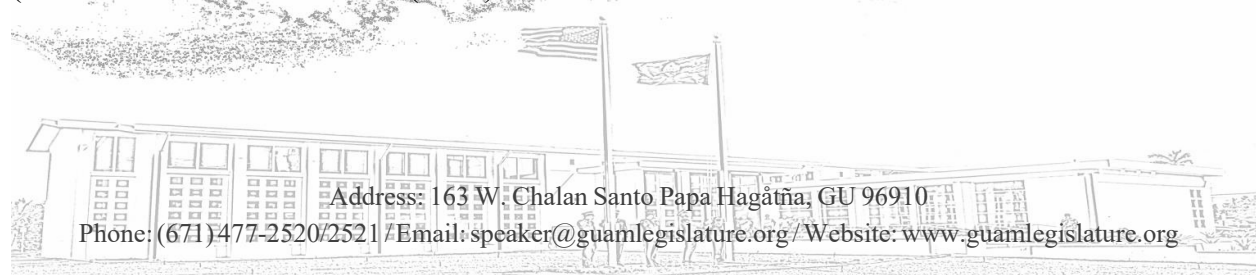 Address: 163 W. Chalan Santo Papa Hagåtña, GU 96910
Phone: (671) 477-2520/2521 / Email: speaker@guamlegislature.org / Website: www.guamlegislature.org